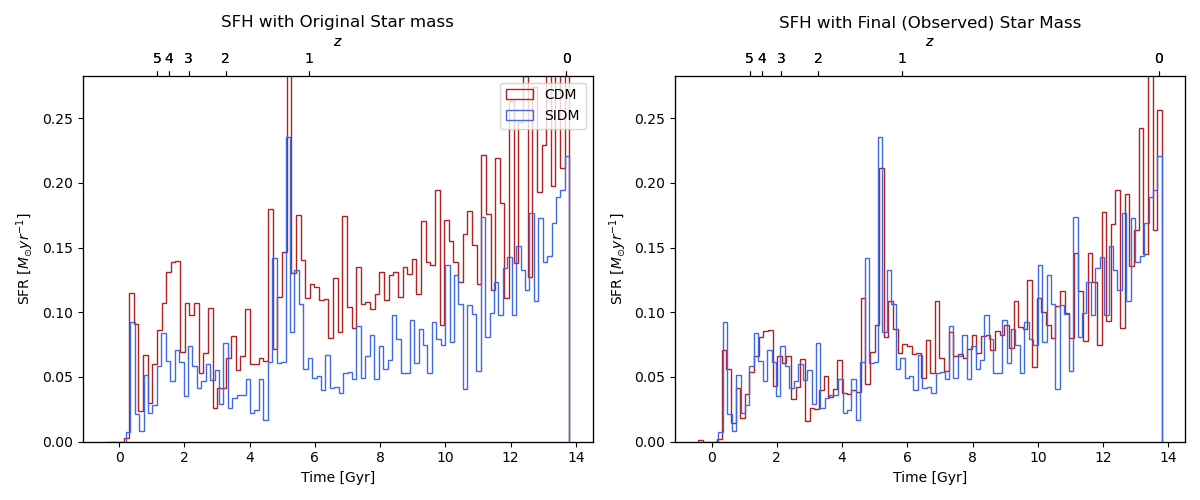 SFH with Original Star mass
z
5 4 3 2 1 0
SFR [M⊙yr⁻¹]
0.25
0.20
0.15
0.10
0.05
0.00
CDM
SIDM
0 2 4 6 8 10 12 14
Time [Gyr]
SFH with Final (Observed) Star Mass
z
5 4 3 2 1 0
SFR [M⊙yr⁻¹]
0.25
0.20
0.15
0.10
0.05
0.00
0 2 4 6 8 10 12 14
Time [Gyr]